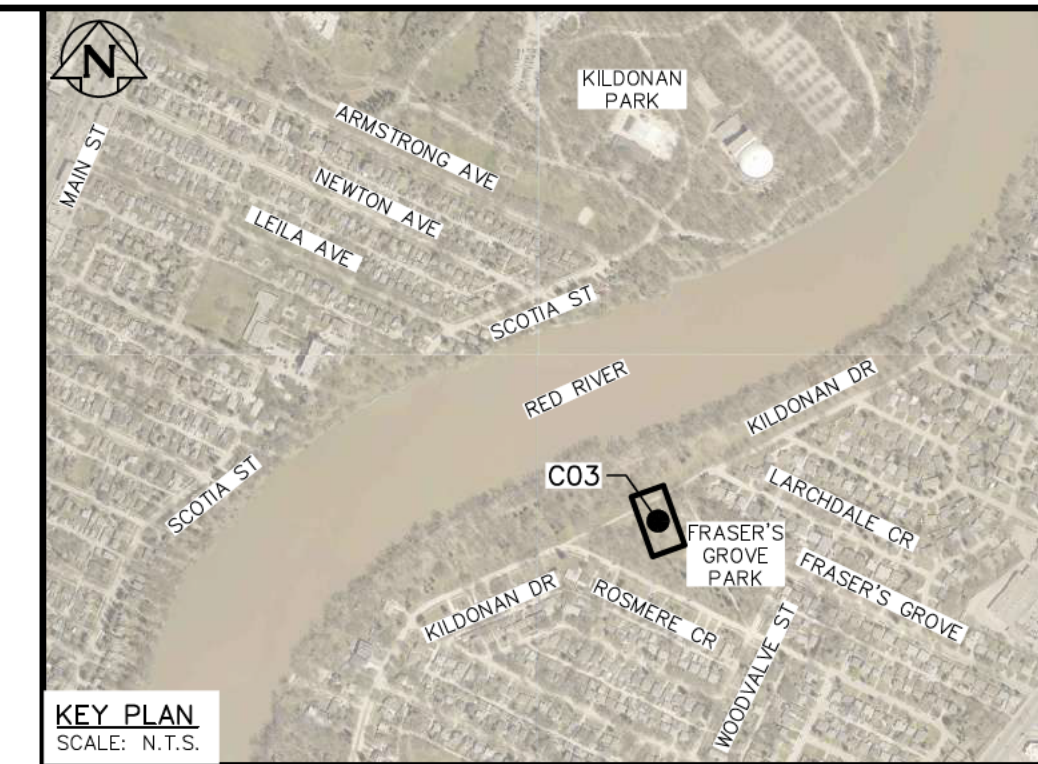 N
KILDONAN
PARK
ARMSTRONG AVE
MAIN ST
NEWTON AVE
LEILA AVE
SCOTIA ST
RED RIVER
KILDONAN DR
SCOTIA ST
C03
LARCHDALE CR
FRASER'S
GROVE
PARK
FRASER'S GROVE
KILDONAN DR
ROSMERE CR
WOODVALVE ST
KEY PLAN
SCALE: N.T.S.